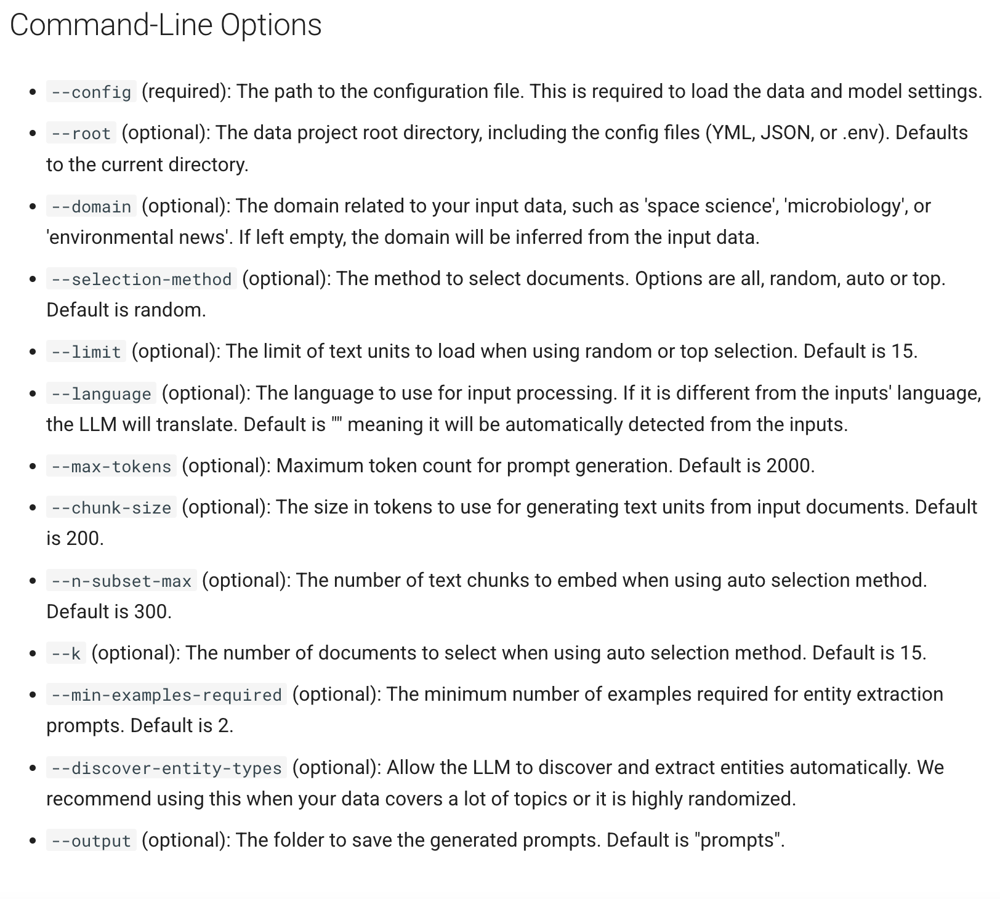 Command-Line Options
• --config (required): The path to the configuration file. This is required to load the data and model settings.
• --root (optional): The data project root directory, including the config files (YML, JSON, or .env). Defaults
to the current directory.
• --domain (optional): The domain related to your input data, such as 'space science', 'microbiology', or
'environmental news'. If left empty, the domain will be inferred from the input data.
• --selection-method (optional): The method to select documents. Options are all, random, auto or top.
Default is random.
• --limit (optional): The limit of text units to load when using random or top selection. Default is 15.
• --language (optional): The language to use for input processing. If it is different from the inputs' language,
the LLM will translate. Default is "" meaning it will be automatically detected from the inputs.
• --max-tokens (optional): Maximum token count for prompt generation. Default is 2000.
• --chunk-size (optional): The size in tokens to use for generating text units from input documents. Default
is 200.
• --n-subset-max (optional): The number of text chunks to embed when using auto selection method.
Default is 300.
• --k (optional): The number of documents to select when using auto selection method. Default is 15.
• --min-examples-required (optional): The minimum number of examples required for entity extraction
prompts. Default is 2.
• --discover-entity-types (optional): Allow the LLM to discover and extract entities automatically. We
recommend using this when your data covers a lot of topics or it is highly randomized.
• --output (optional): The folder to save the generated prompts. Default is "prompts".